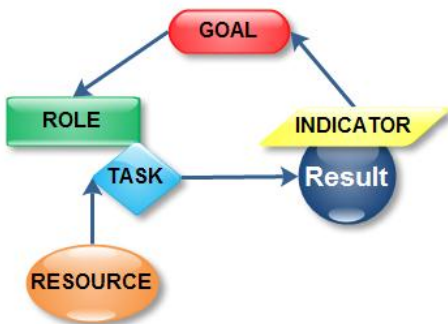 GOAL
ROLE
INDICATOR
TASK
Result
RESOURCE